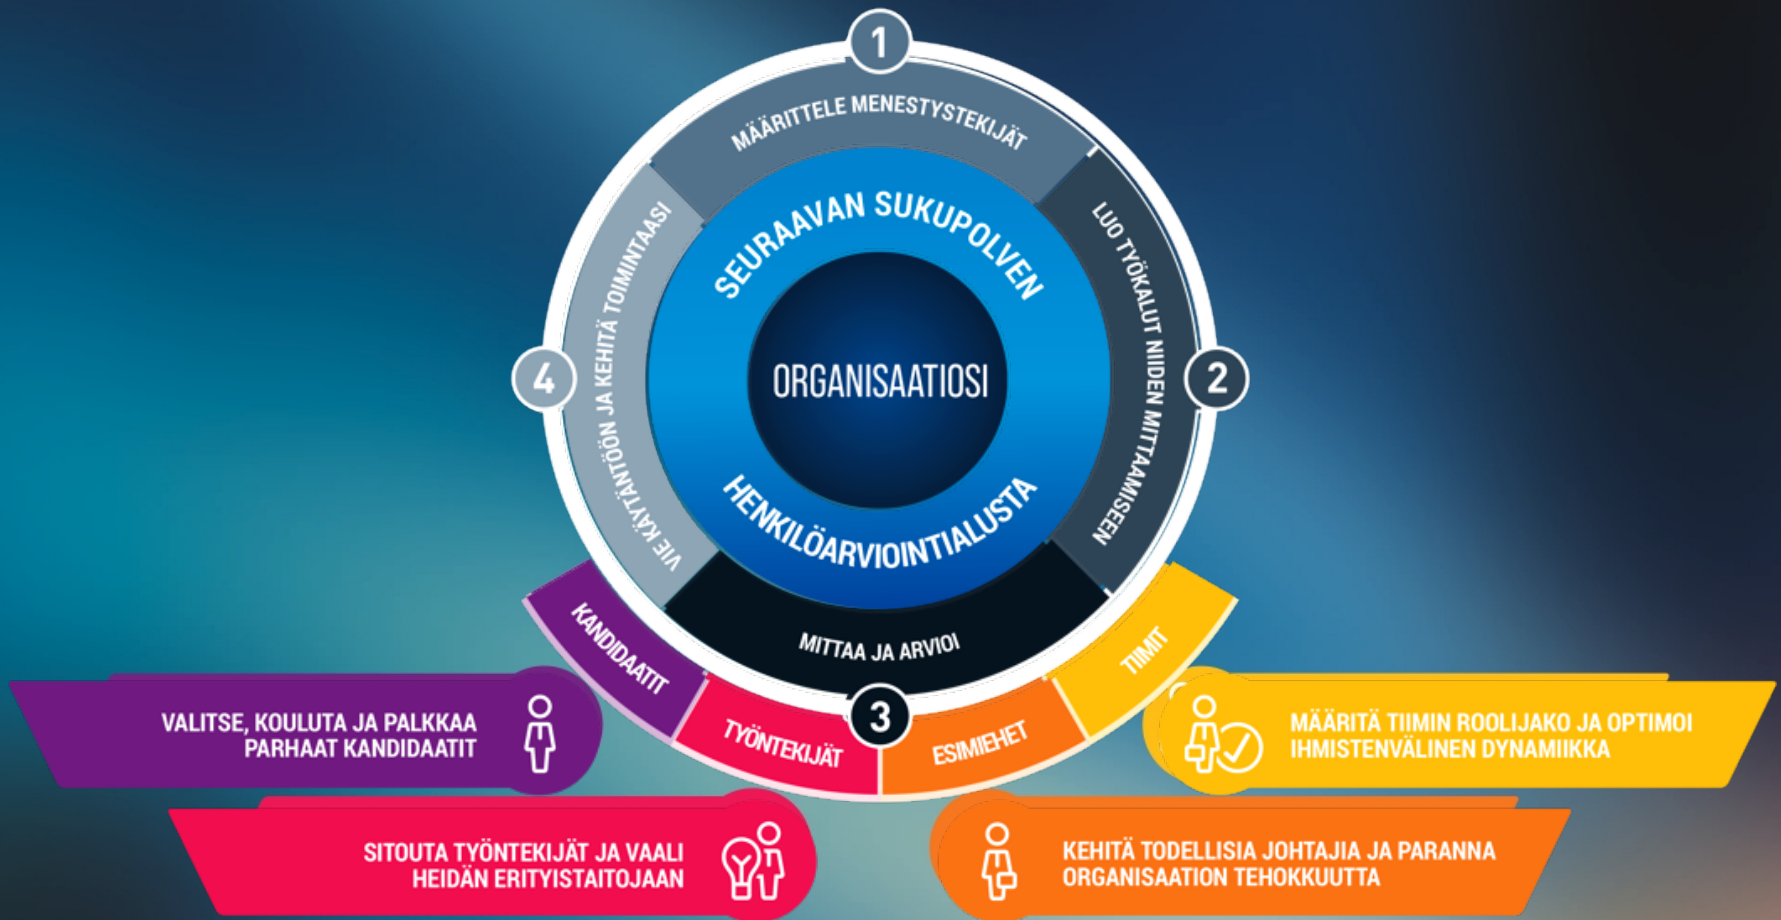 1
MÄÄRITTELE MENESTYSTEKIJÄT
SEURAAVAN SUKUPOLVEN
HENKILÖARVIOINTIALUSTA
ORGANISAATIOSI
2
LUO TYÖKALUT NIIDEN MITTAAMISEEN
3
MITTAA JA ARVIOI
4
VIE KÄYTÄNTÖÖN JA KEHITÄ TOIMINTAASI
KANDIDAATIT
TYÖNTEKIJÄT
ESIMIEHET
TIIMIT
VALITSE, KOULUTA JA PALKKAA
PARHAAT KANDIDAATIT
SITOUTA TYÖNTEKIJÄT JA VAALI
HEIDÄN ERITYISTAITOJAAN
KEHITÄ TODELLISIA JOHTAJIA JA PARANNA
ORGANISAATION TEHOKKUUTTA
MÄÄRITÄ TIIMIN ROOLIJAKO JA OPTIMOI
IHMISTENVÄLINEN DYNAMIIKKA